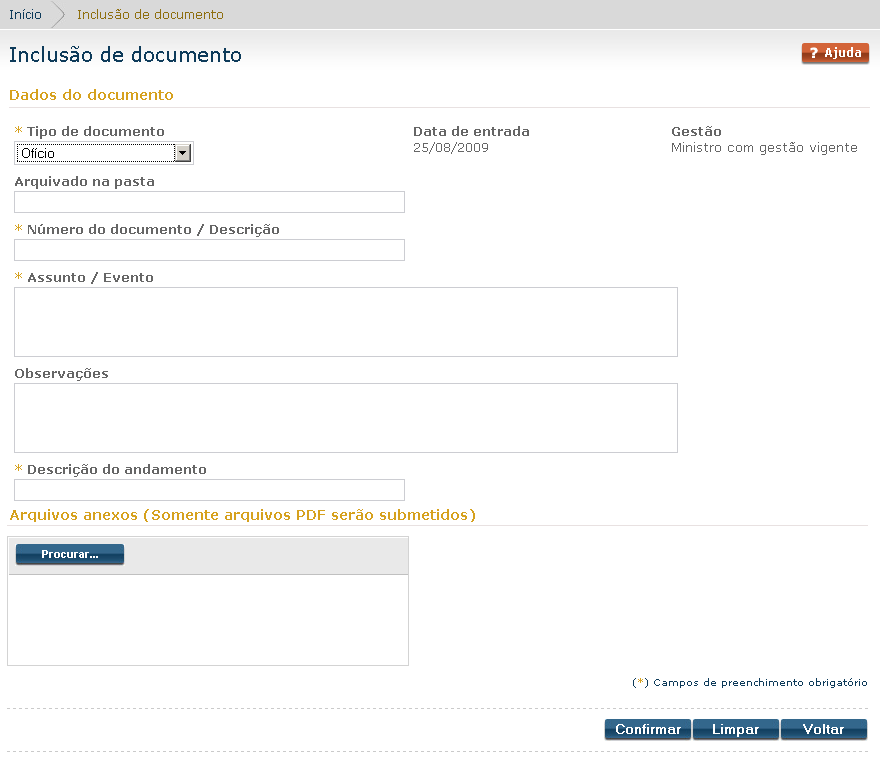 Início Inclusão de documento
Inclusão de documento
? Ajuda
Dados do documento
* Tipo de documento Data de entrada Gestão
Ofício 25/08/2009 Ministro com gestão vigente
Arquivado na pasta
* Número do documento / Descrição
* Assunto / Evento
Observações
* Descrição do andamento
Arquivos anexos (Somente arquivos PDF serão submetidos)
Procurar...
(*) Campos de preenchimento obrigatório
Confirmar Limpar Voltar